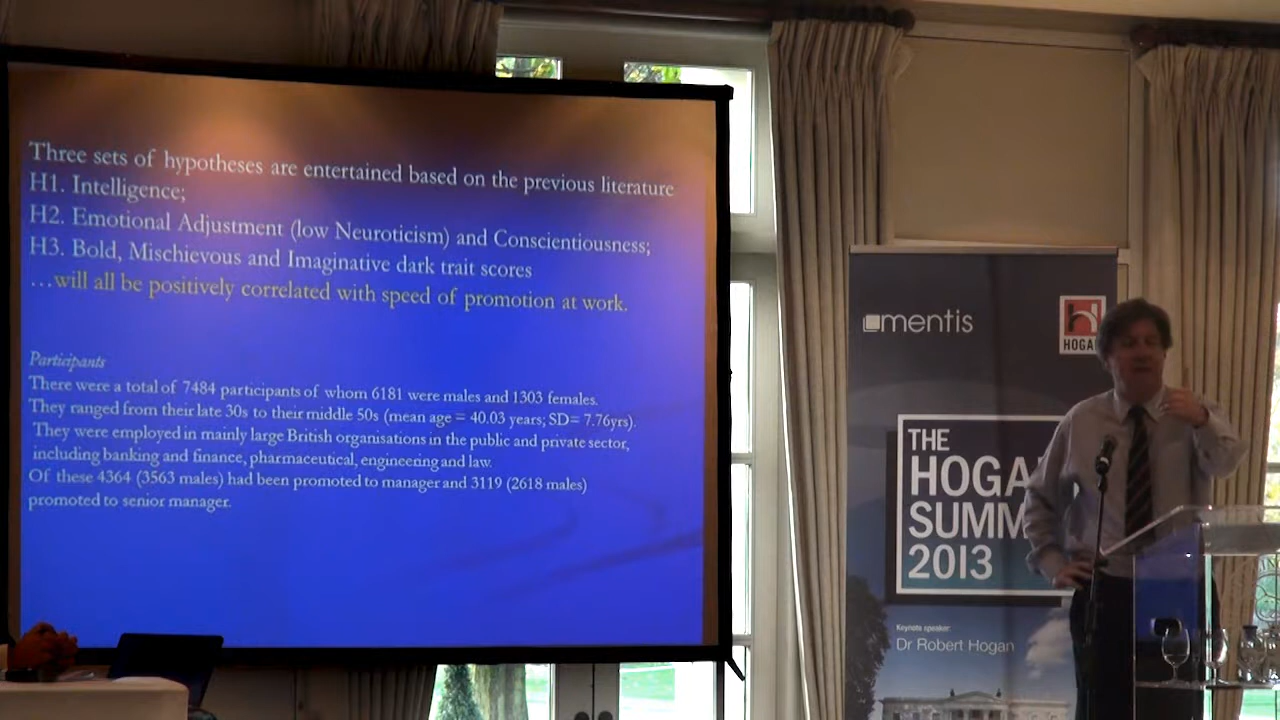 Three sets of hypotheses are entertained based on the previous literature
H1. Intelligence;
H2. Emotional Adjustment (low Neuroticism) and Conscientiousness;
H3. Bold, Mischievous and Imaginative dark trait scores
…will all be positively correlated with speed of promotion at work.
Participants
There were a total of 7484 participants of whom 6181 were males and 1303 females.
They ranged from their late 30s to their middle 50s (mean age = 40.03 years; SD= 7.76yrs).
They were employed in mainly large British organisations in the public and private sector,
including banking and finance, pharmaceutical, engineering and law.
Of these 4364 (3563 males) had been promoted to manager and 3119 (2618 males)
promoted to senior manager.
mentis
HOGA
THE
HOGA
SUMM
2013
Keynote speaker:
Dr Robert Hogan